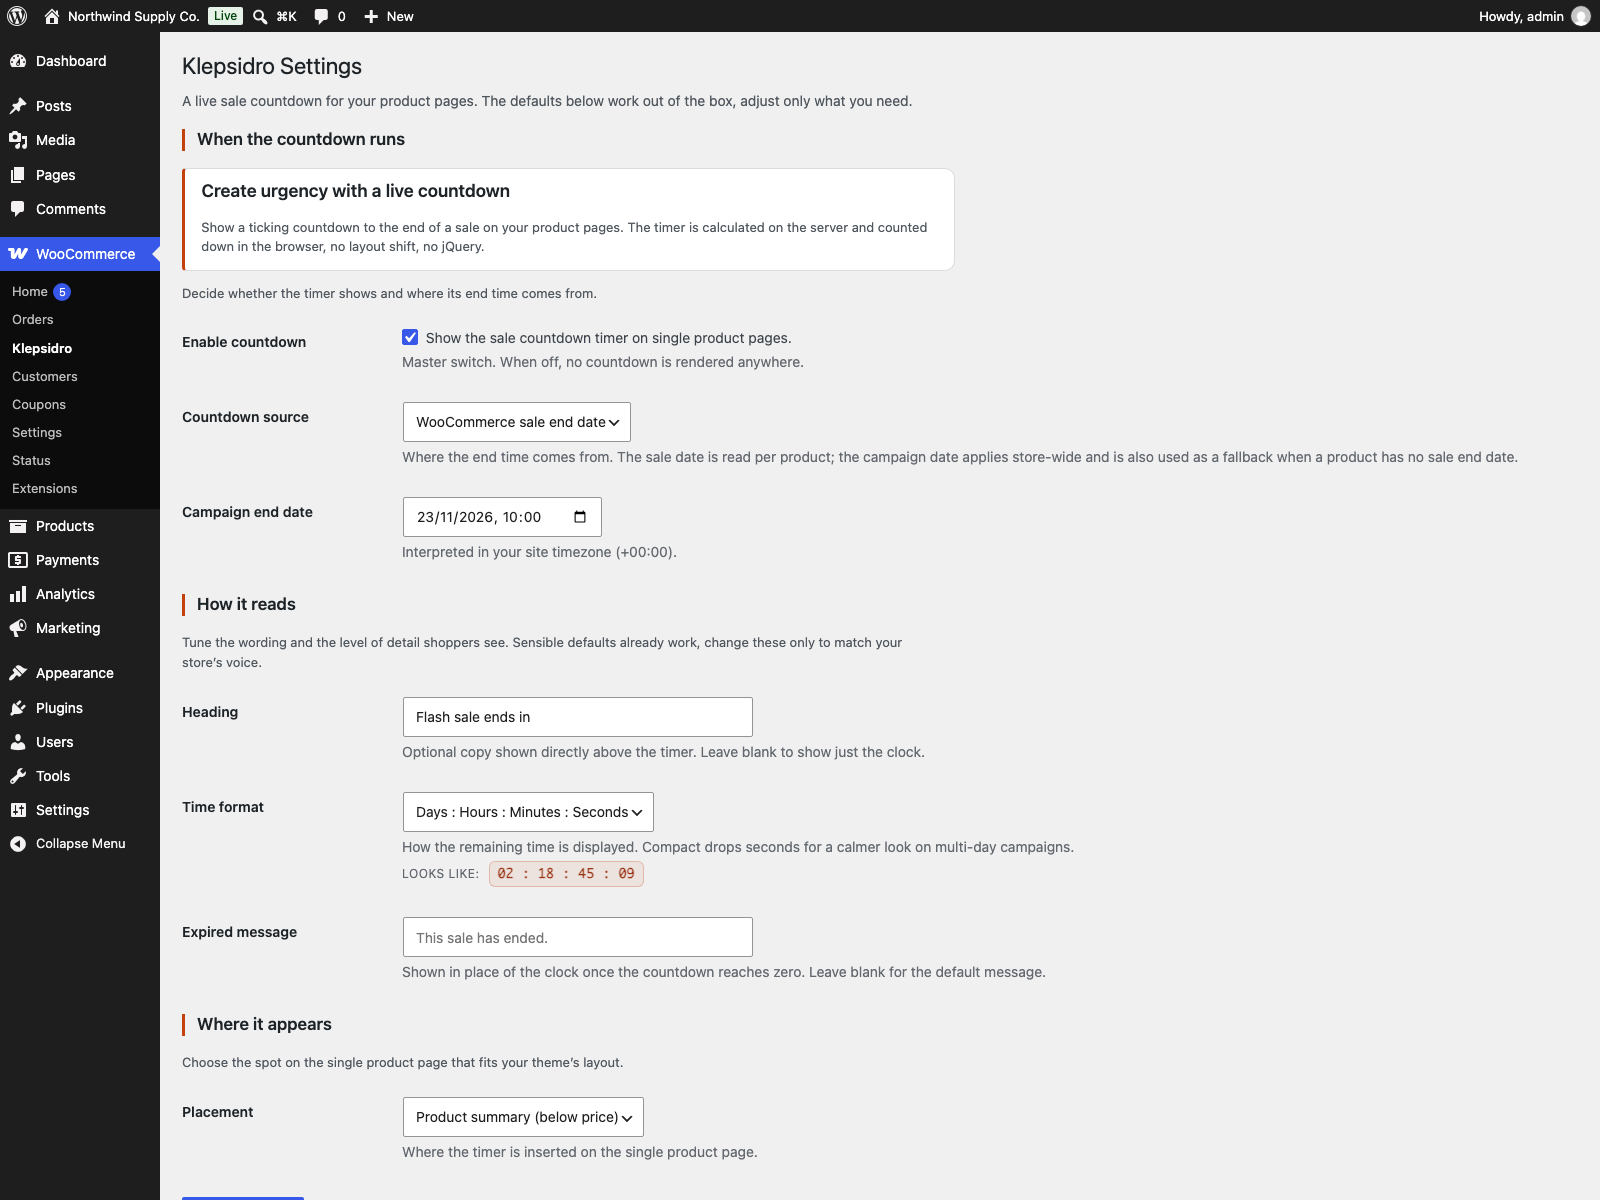 Northwind Supply Co. Live ⌘K 0 New Howdy, admin
Dashboard
Posts
Media
Pages
Comments
WooCommerce
Home 5
Orders
Klepsidro
Customers
Coupons
Settings
Status
Extensions
Products
Payments
Analytics
Marketing
Appearance
Plugins
Users
Tools
Settings
Collapse Menu
Klepsidro Settings
A live sale countdown for your product pages. The defaults below work out of the box, adjust only what you need.
When the countdown runs
Create urgency with a live countdown
Show a ticking countdown to the end of a sale on your product pages. The timer is calculated on the server and counted
down in the browser, no layout shift, no jQuery.
Decide whether the timer shows and where its end time comes from.
Enable countdown
Show the sale countdown timer on single product pages.
Master switch. When off, no countdown is rendered anywhere.
Countdown source
WooCommerce sale end date
Where the end time comes from. The sale date is read per product; the campaign date applies store-wide and is also used as a fallback when a product has no sale end date.
Campaign end date
23/11/2026, 10:00
Interpreted in your site timezone (+00:00).
How it reads
Tune the wording and the level of detail shoppers see. Sensible defaults already work, change these only to match your
store's voice.
Heading
Flash sale ends in
Optional copy shown directly above the timer. Leave blank to show just the clock.
Time format
Days : Hours : Minutes : Seconds
How the remaining time is displayed. Compact drops seconds for a calmer look on multi-day campaigns.
LOOKS LIKE: 02 : 18 : 45 : 09
Expired message
This sale has ended.
Shown in place of the clock once the countdown reaches zero. Leave blank for the default message.
Where it appears
Choose the spot on the single product page that fits your theme's layout.
Placement
Product summary (below price)
Where the timer is inserted on the single product page.